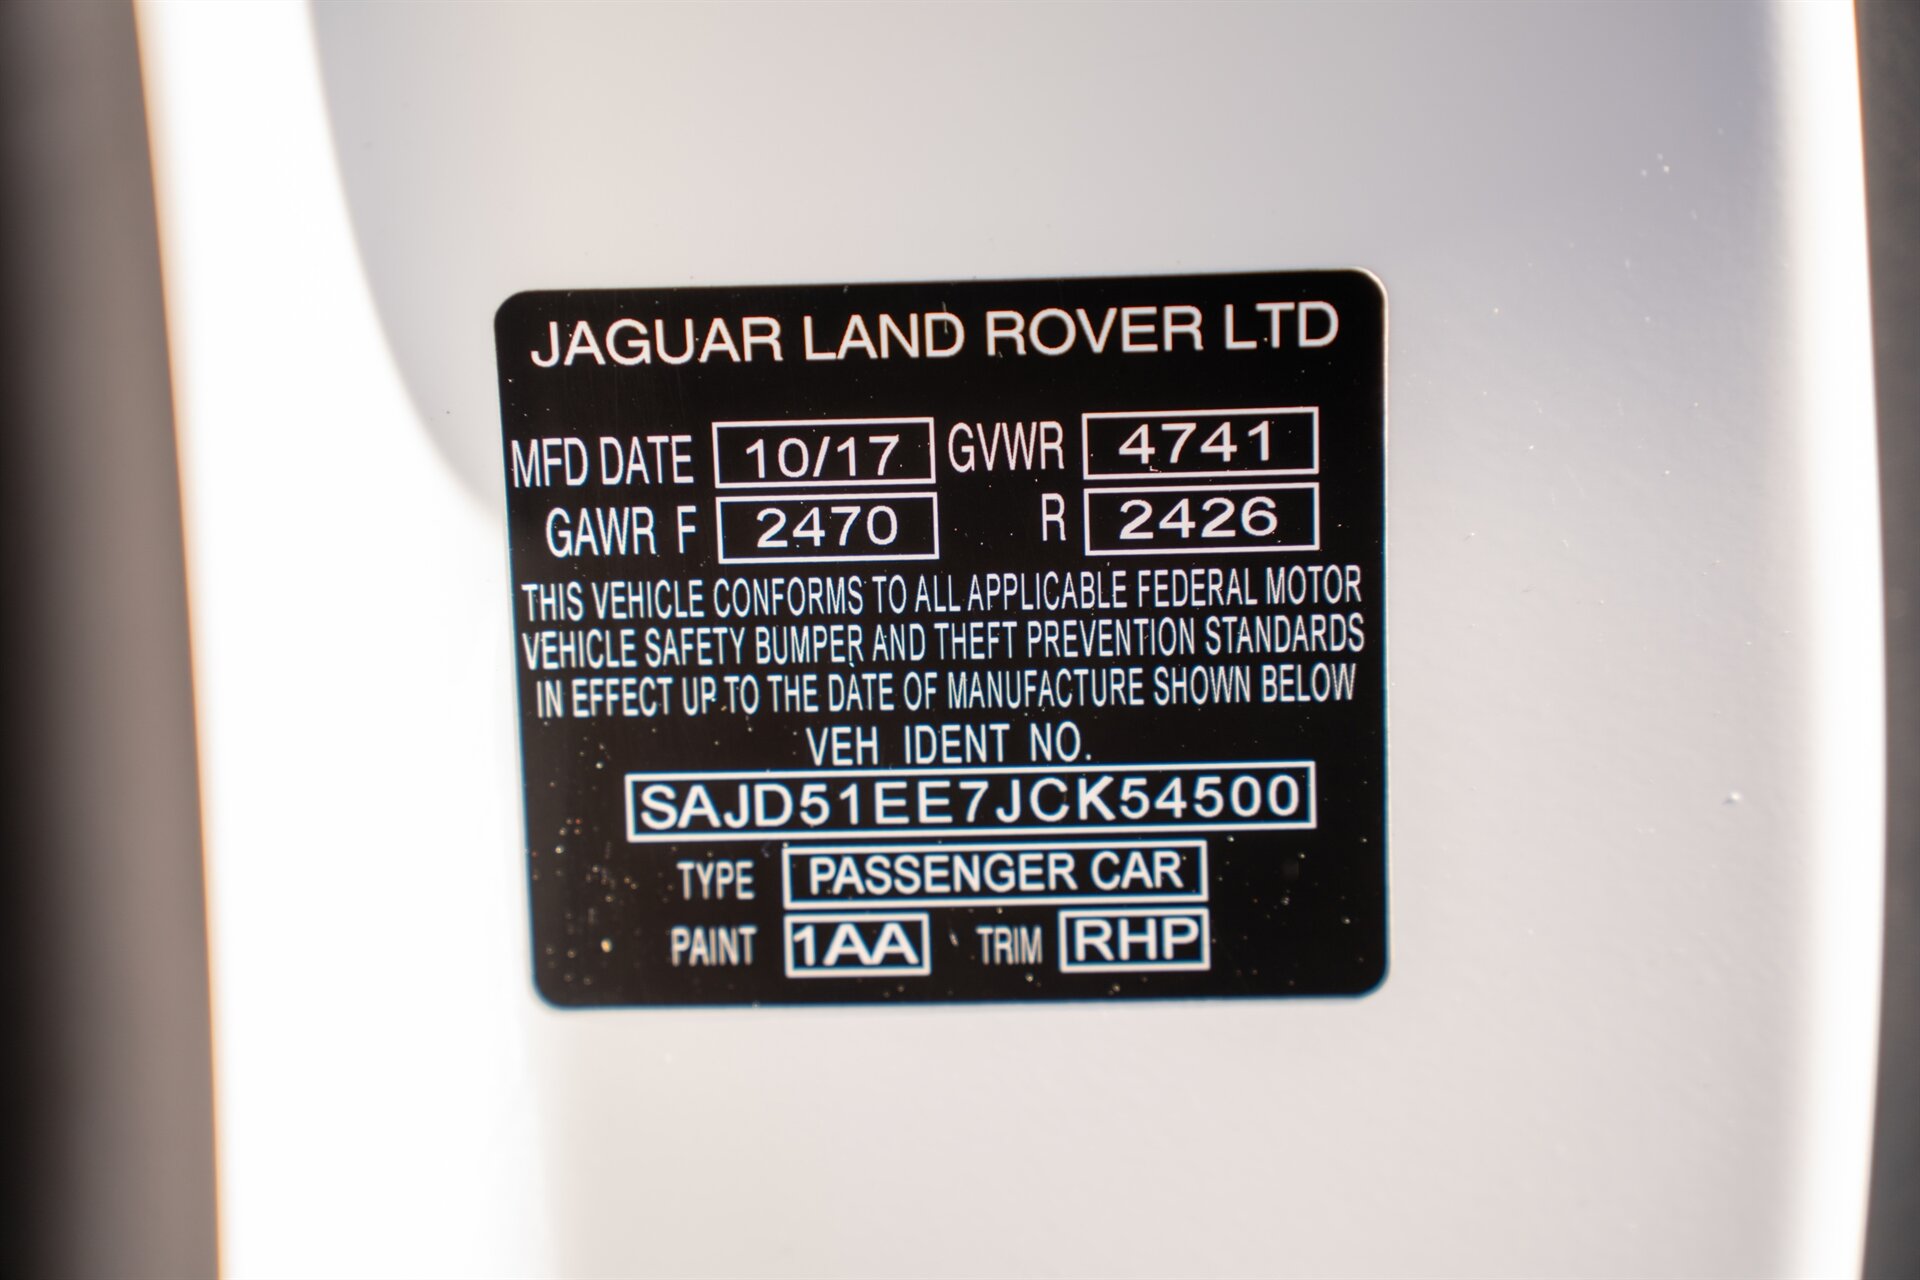 JAGUAR LAND ROVER LTD
MFD DATE 10/17 GVWR 4741
GAWR F 2470 R 2426
THIS VEHICLE CONFORMS TO ALL APPLICABLE FEDERAL MOTOR
VEHICLE SAFETY BUMPER AND THEFT PREVENTION STANDARDS
IN EFFECT UP TO THE DATE OF MANUFACTURE SHOWN BELOW
VEH IDENT NO.
SAJD51EE7JCK54500
TYPE PASSENGER CAR
PAINT 1AA TRIM RHP